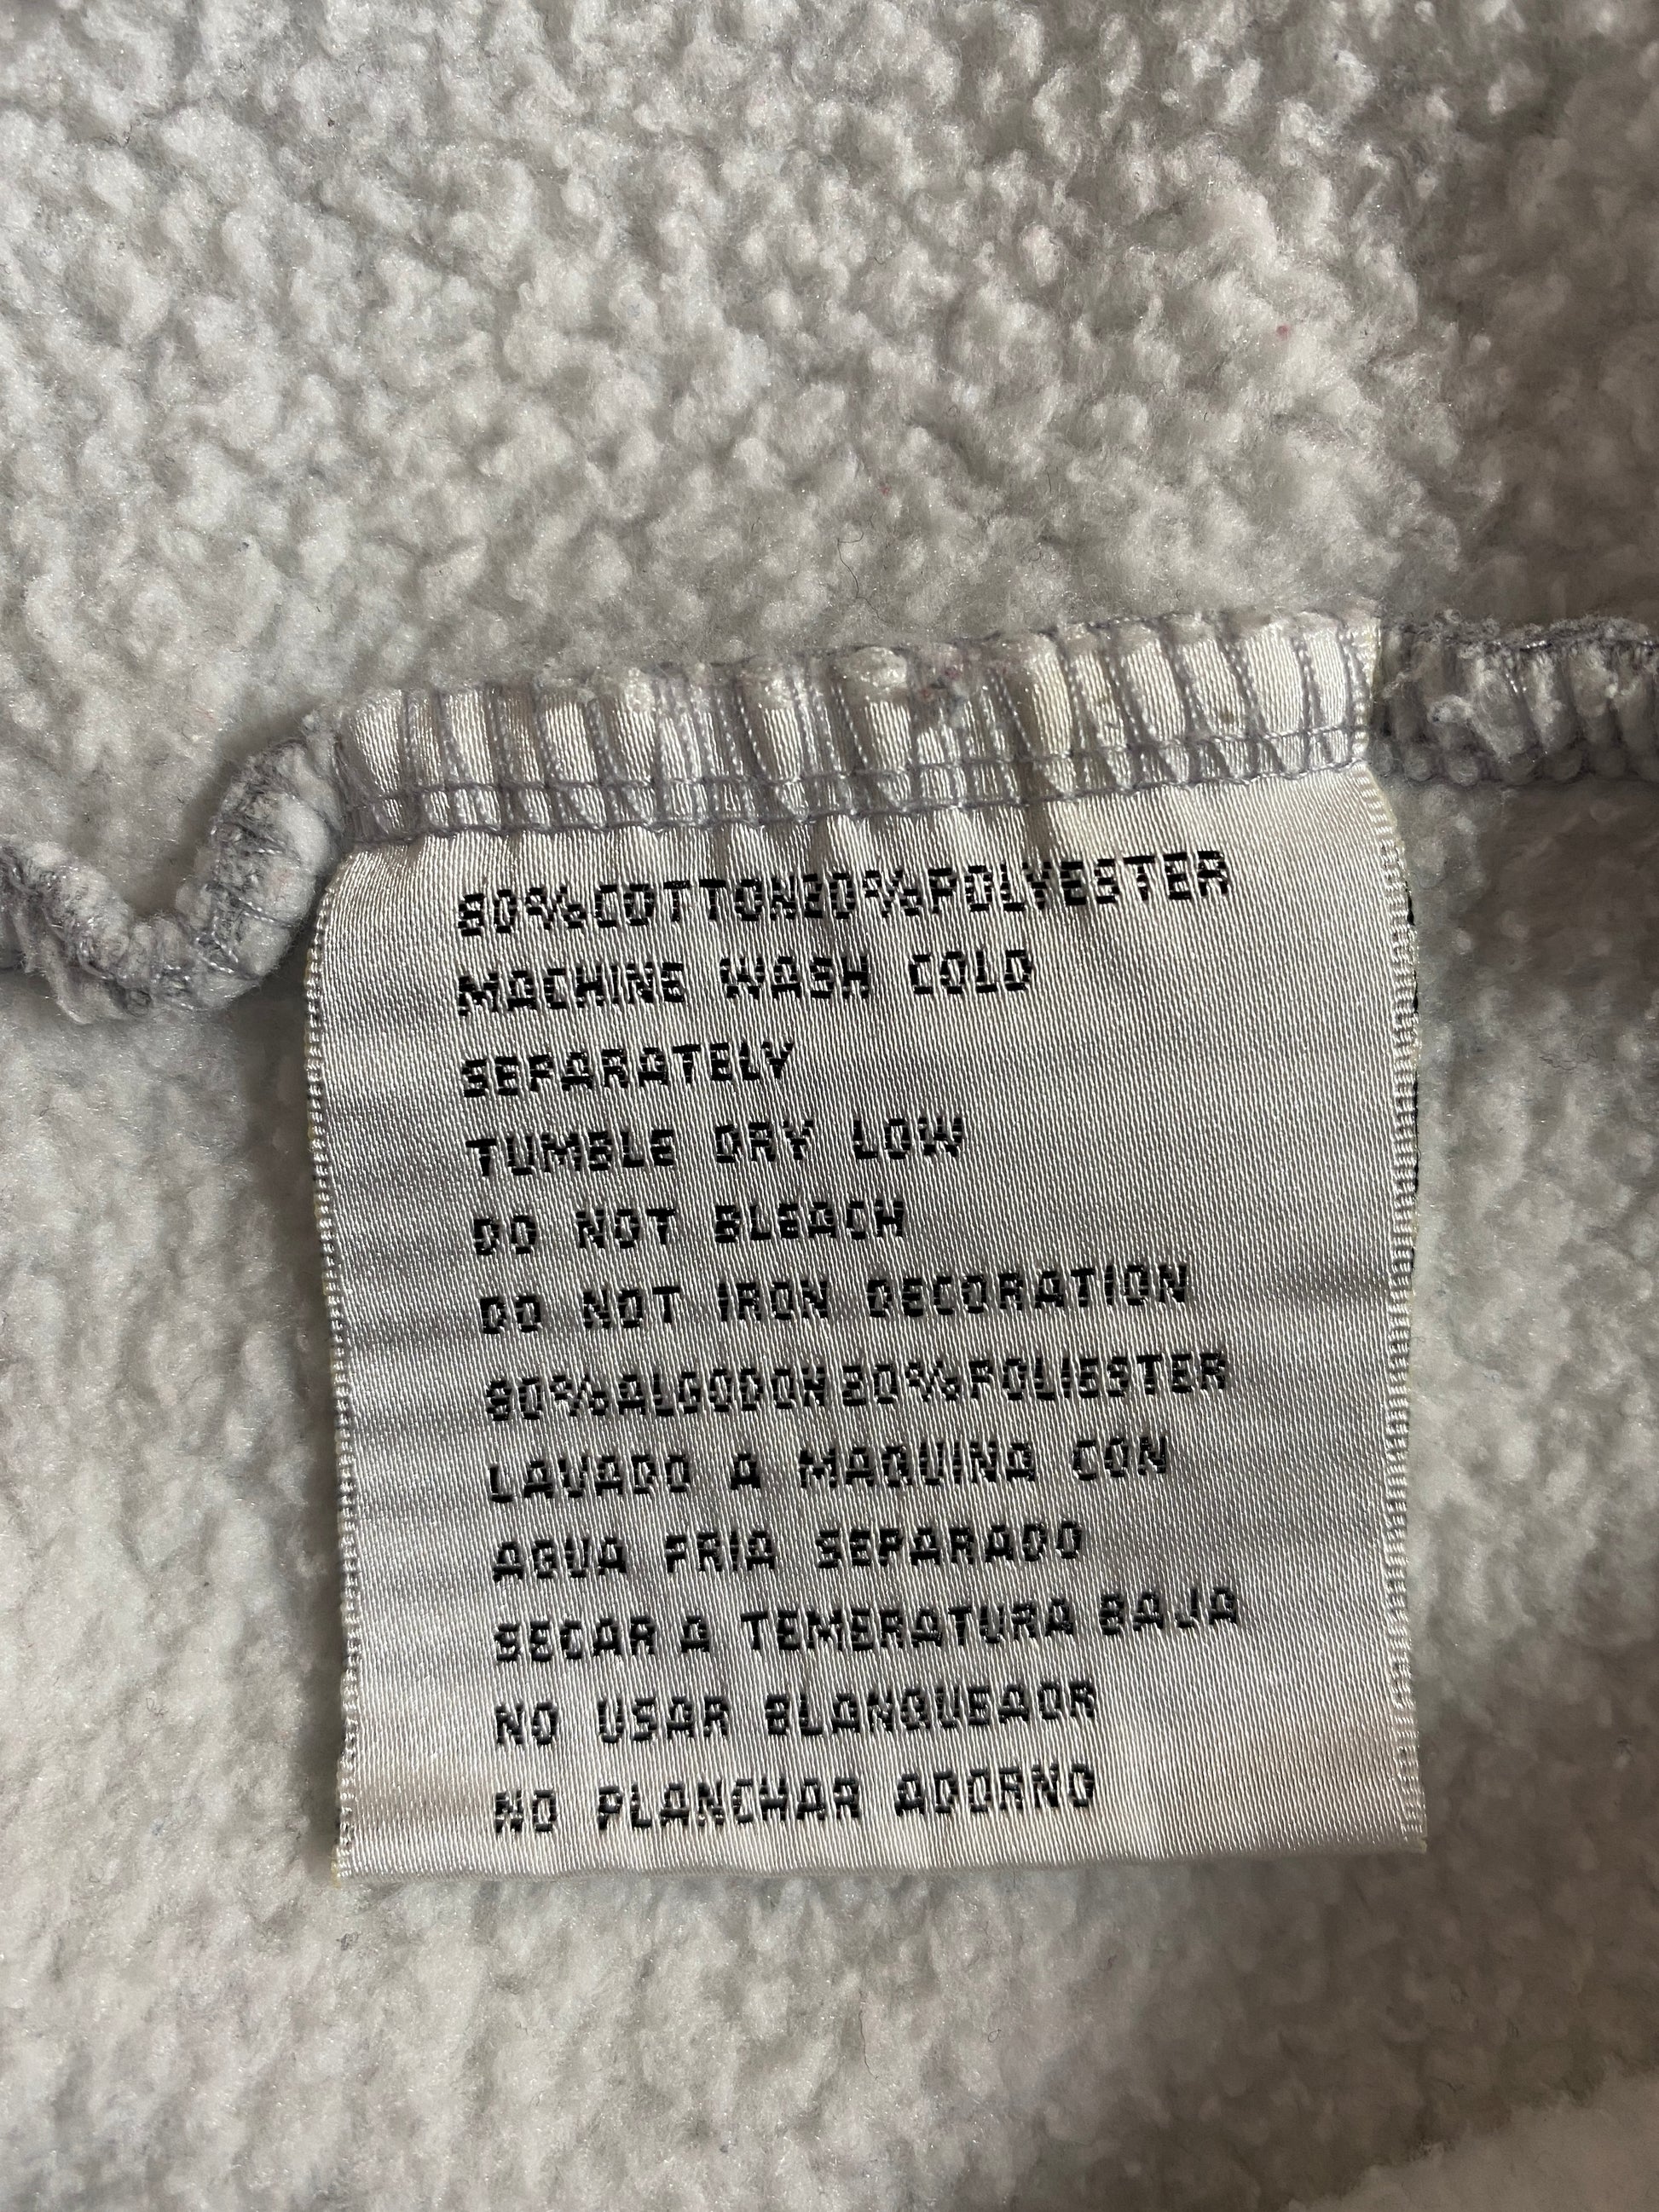 80%COTTON20%POLYESTER
MACHINE WASH COLD
SEPARATELY
TUMBLE DRY LOW
DO NOT BLEACH
DO NOT IRON DECORATION
80%ALGODON 20%POLIESTER
LAVADO A MAQUINA CON
AGUA FRIA SEPARADO
SECAR A TEMERATURA BAJA
NO USAR BLANQUEAOR
NO PLANCHAR ADORNO